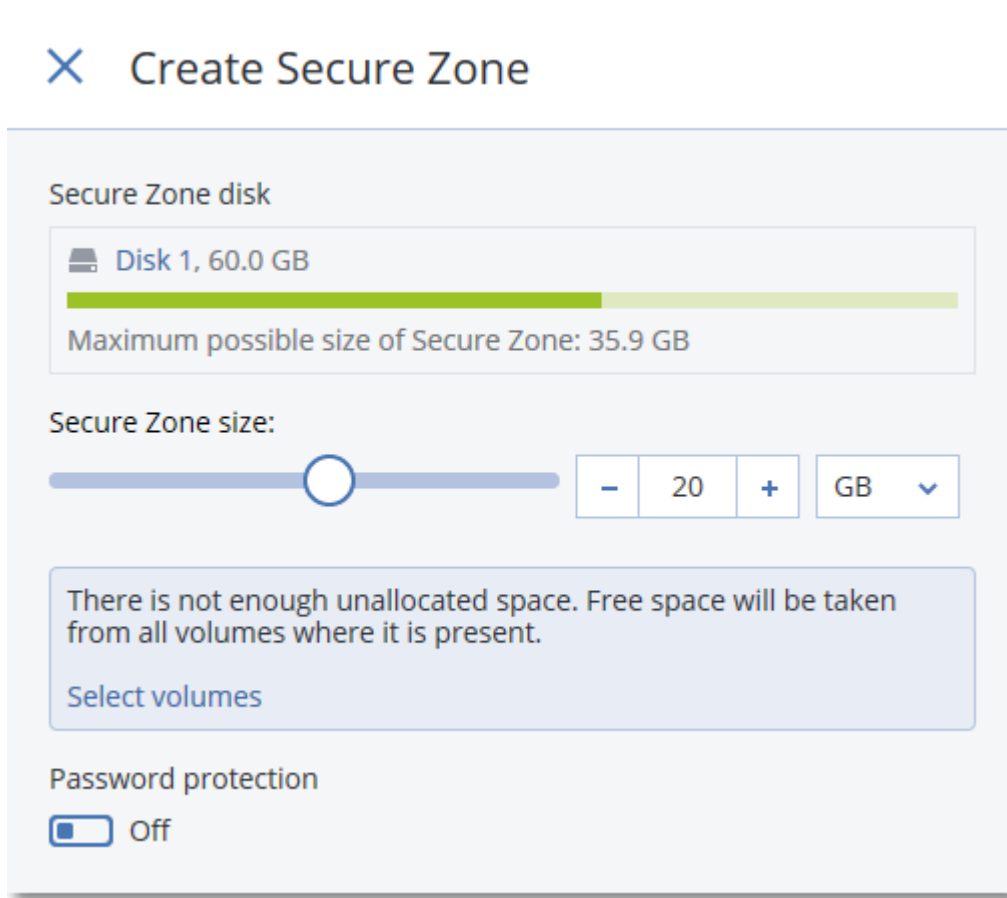 Create Secure Zone
Secure Zone disk
Disk 1, 60.0 GB
Maximum possible size of Secure Zone: 35.9 GB
Secure Zone size:
– 20 + GB
There is not enough unallocated space. Free space will be taken
from all volumes where it is present.
Select volumes
Password protection
Off